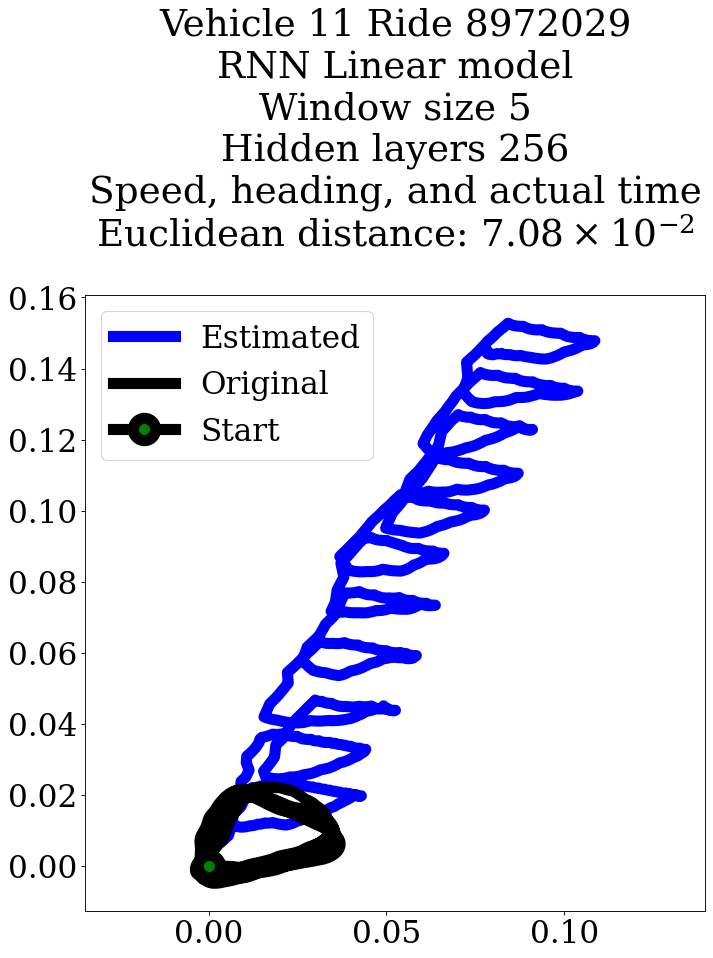 Vehicle 11 Ride 8972029
RNN Linear model
Window size 5
Hidden layers 256
Speed, heading, and actual time
Euclidean distance: 7.08 × 10⁻²
0.16
0.14
0.12
0.10
0.08
0.06
0.04
0.02
0.00
Estimated
Original
Start
0.00 0.05 0.10